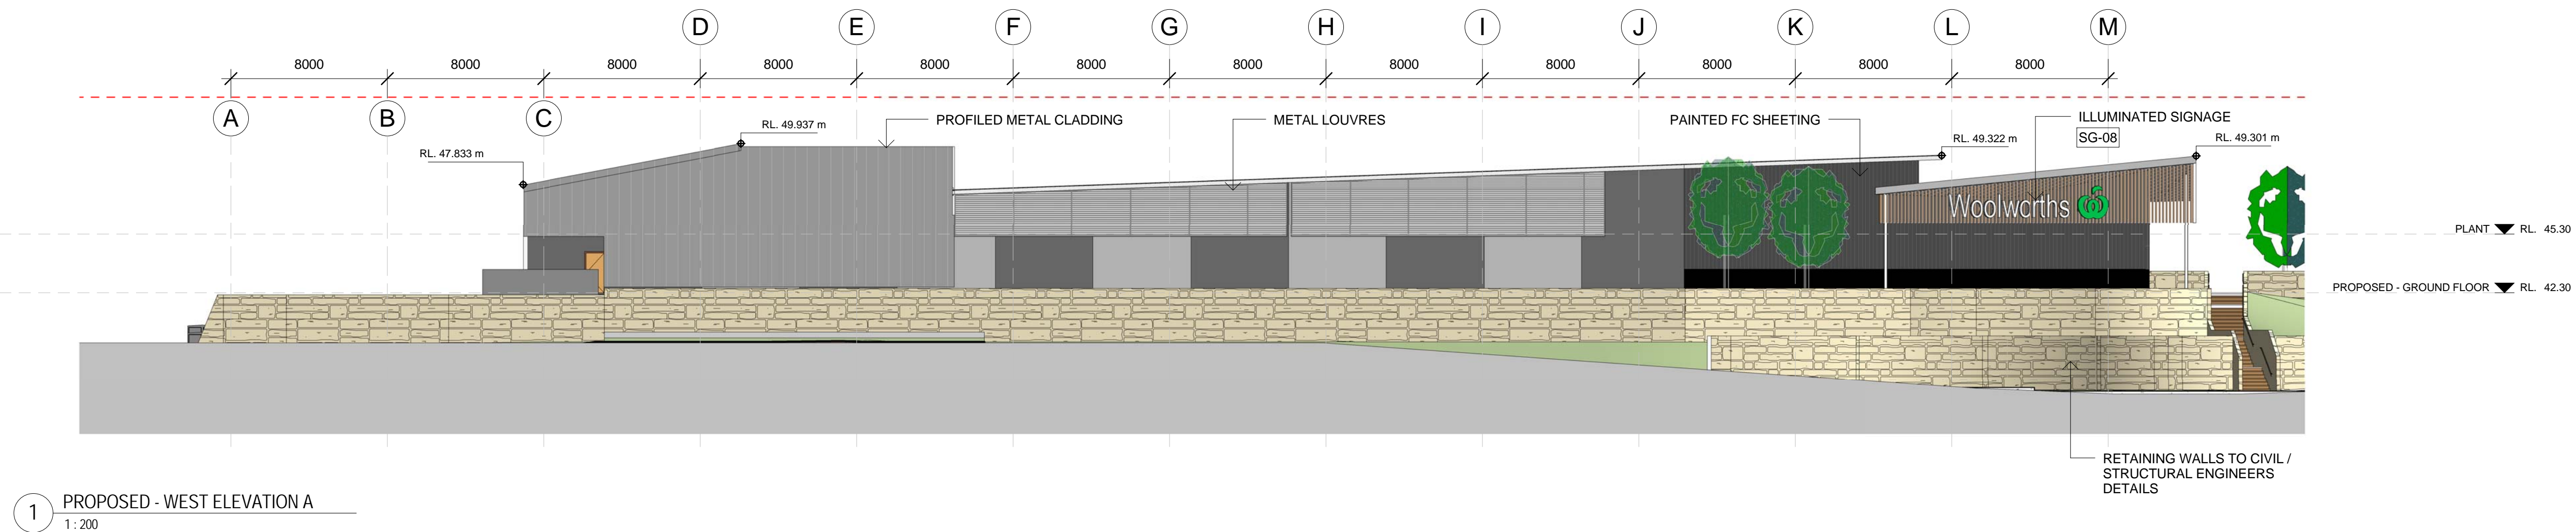 D E F G H I J K L M
8000 8000 8000 8000 8000 8000 8000 8000 8000 8000 8000 8000
A B C
RL. 47.833 m
RL. 49.937 m
PROFILED METAL CLADDING
METAL LOUVRES
PAINTED FC SHEETING
RL. 49.322 m
ILLUMINATED SIGNAGE
SG-08
RL. 49.301 m
Woolworths
PLANT RL. 45.30
PROPOSED - GROUND FLOOR RL. 42.30
RETAINING WALLS TO CIVIL /
STRUCTURAL ENGINEERS
DETAILS
1 PROPOSED - WEST ELEVATION A
1 : 200